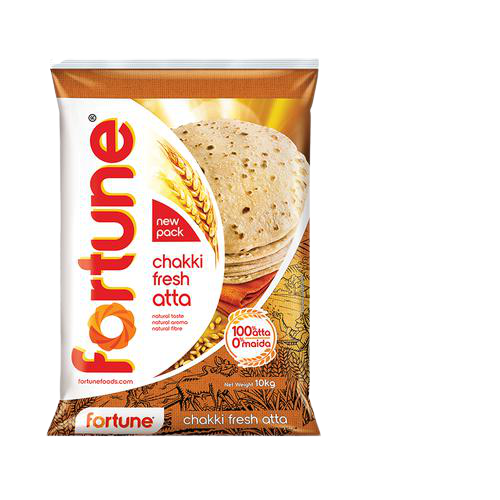 fortune®
new
pack
chakki
fresh
atta
natural taste
natural aroma
natural fibre
100% atta
0% maida
fortunefoods.com
Net Weight 10kg
fortune®
chakki fresh atta